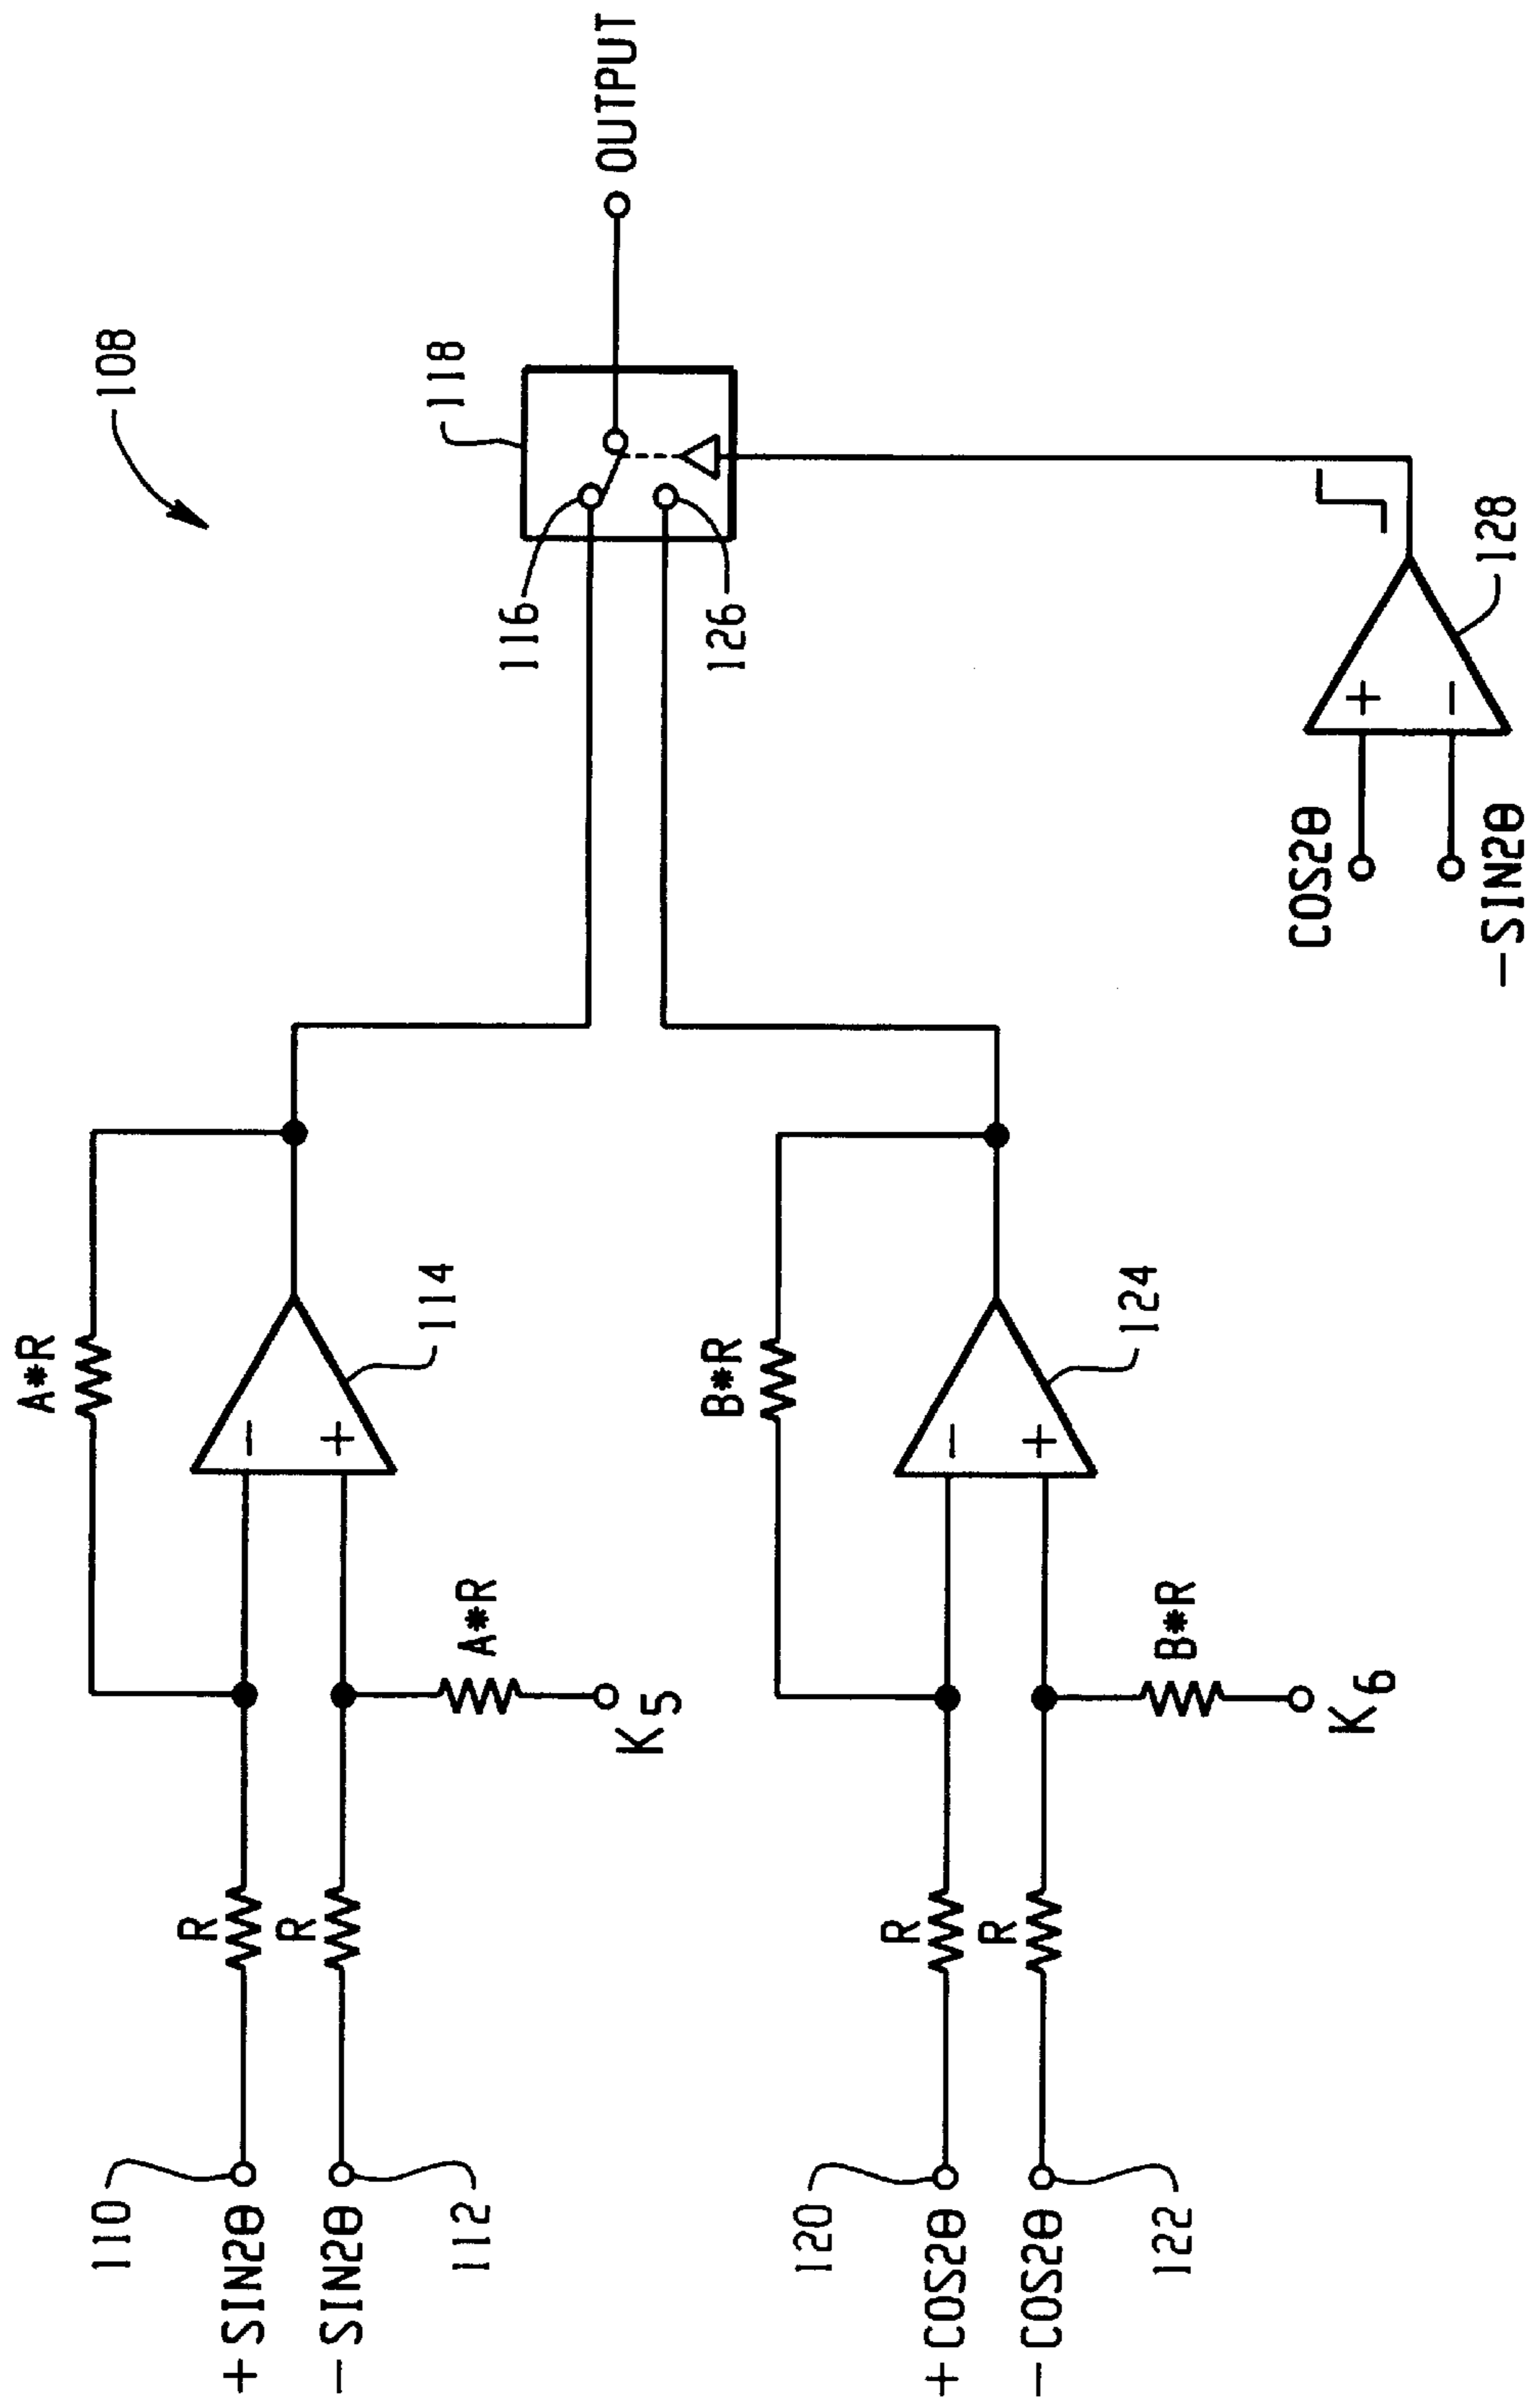 108
A*R
110
R
+SIN2θ
−
114
−SIN2θ
R
+
112
A*R
K5
116
118
OUTPUT
126
B*R
120
R
+COS2θ
−
124
−COS2θ
R
+
122
B*R
K6
COS2θ
+
−SIN2θ
−
128